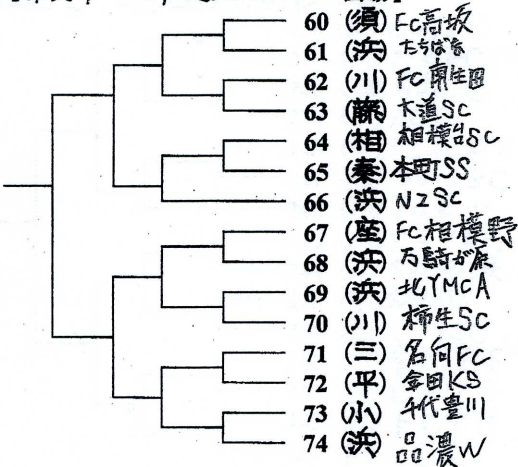 60 (須) FC高坂
61 (浜) たちばな
62 (川) FC南生田
63 (藤) 大道SC
64 (相) 相模台SC
65 (秦) 本町SS
66 (浜) NZSC
67 (座) FC相模野
68 (浜) 万騎が原
69 (浜) 北YMCA
70 (川) 柿生SC
71 (三) 名向FC
72 (平) 金田KS
73 (小) 千代豊川
74 (浜) 品濃W